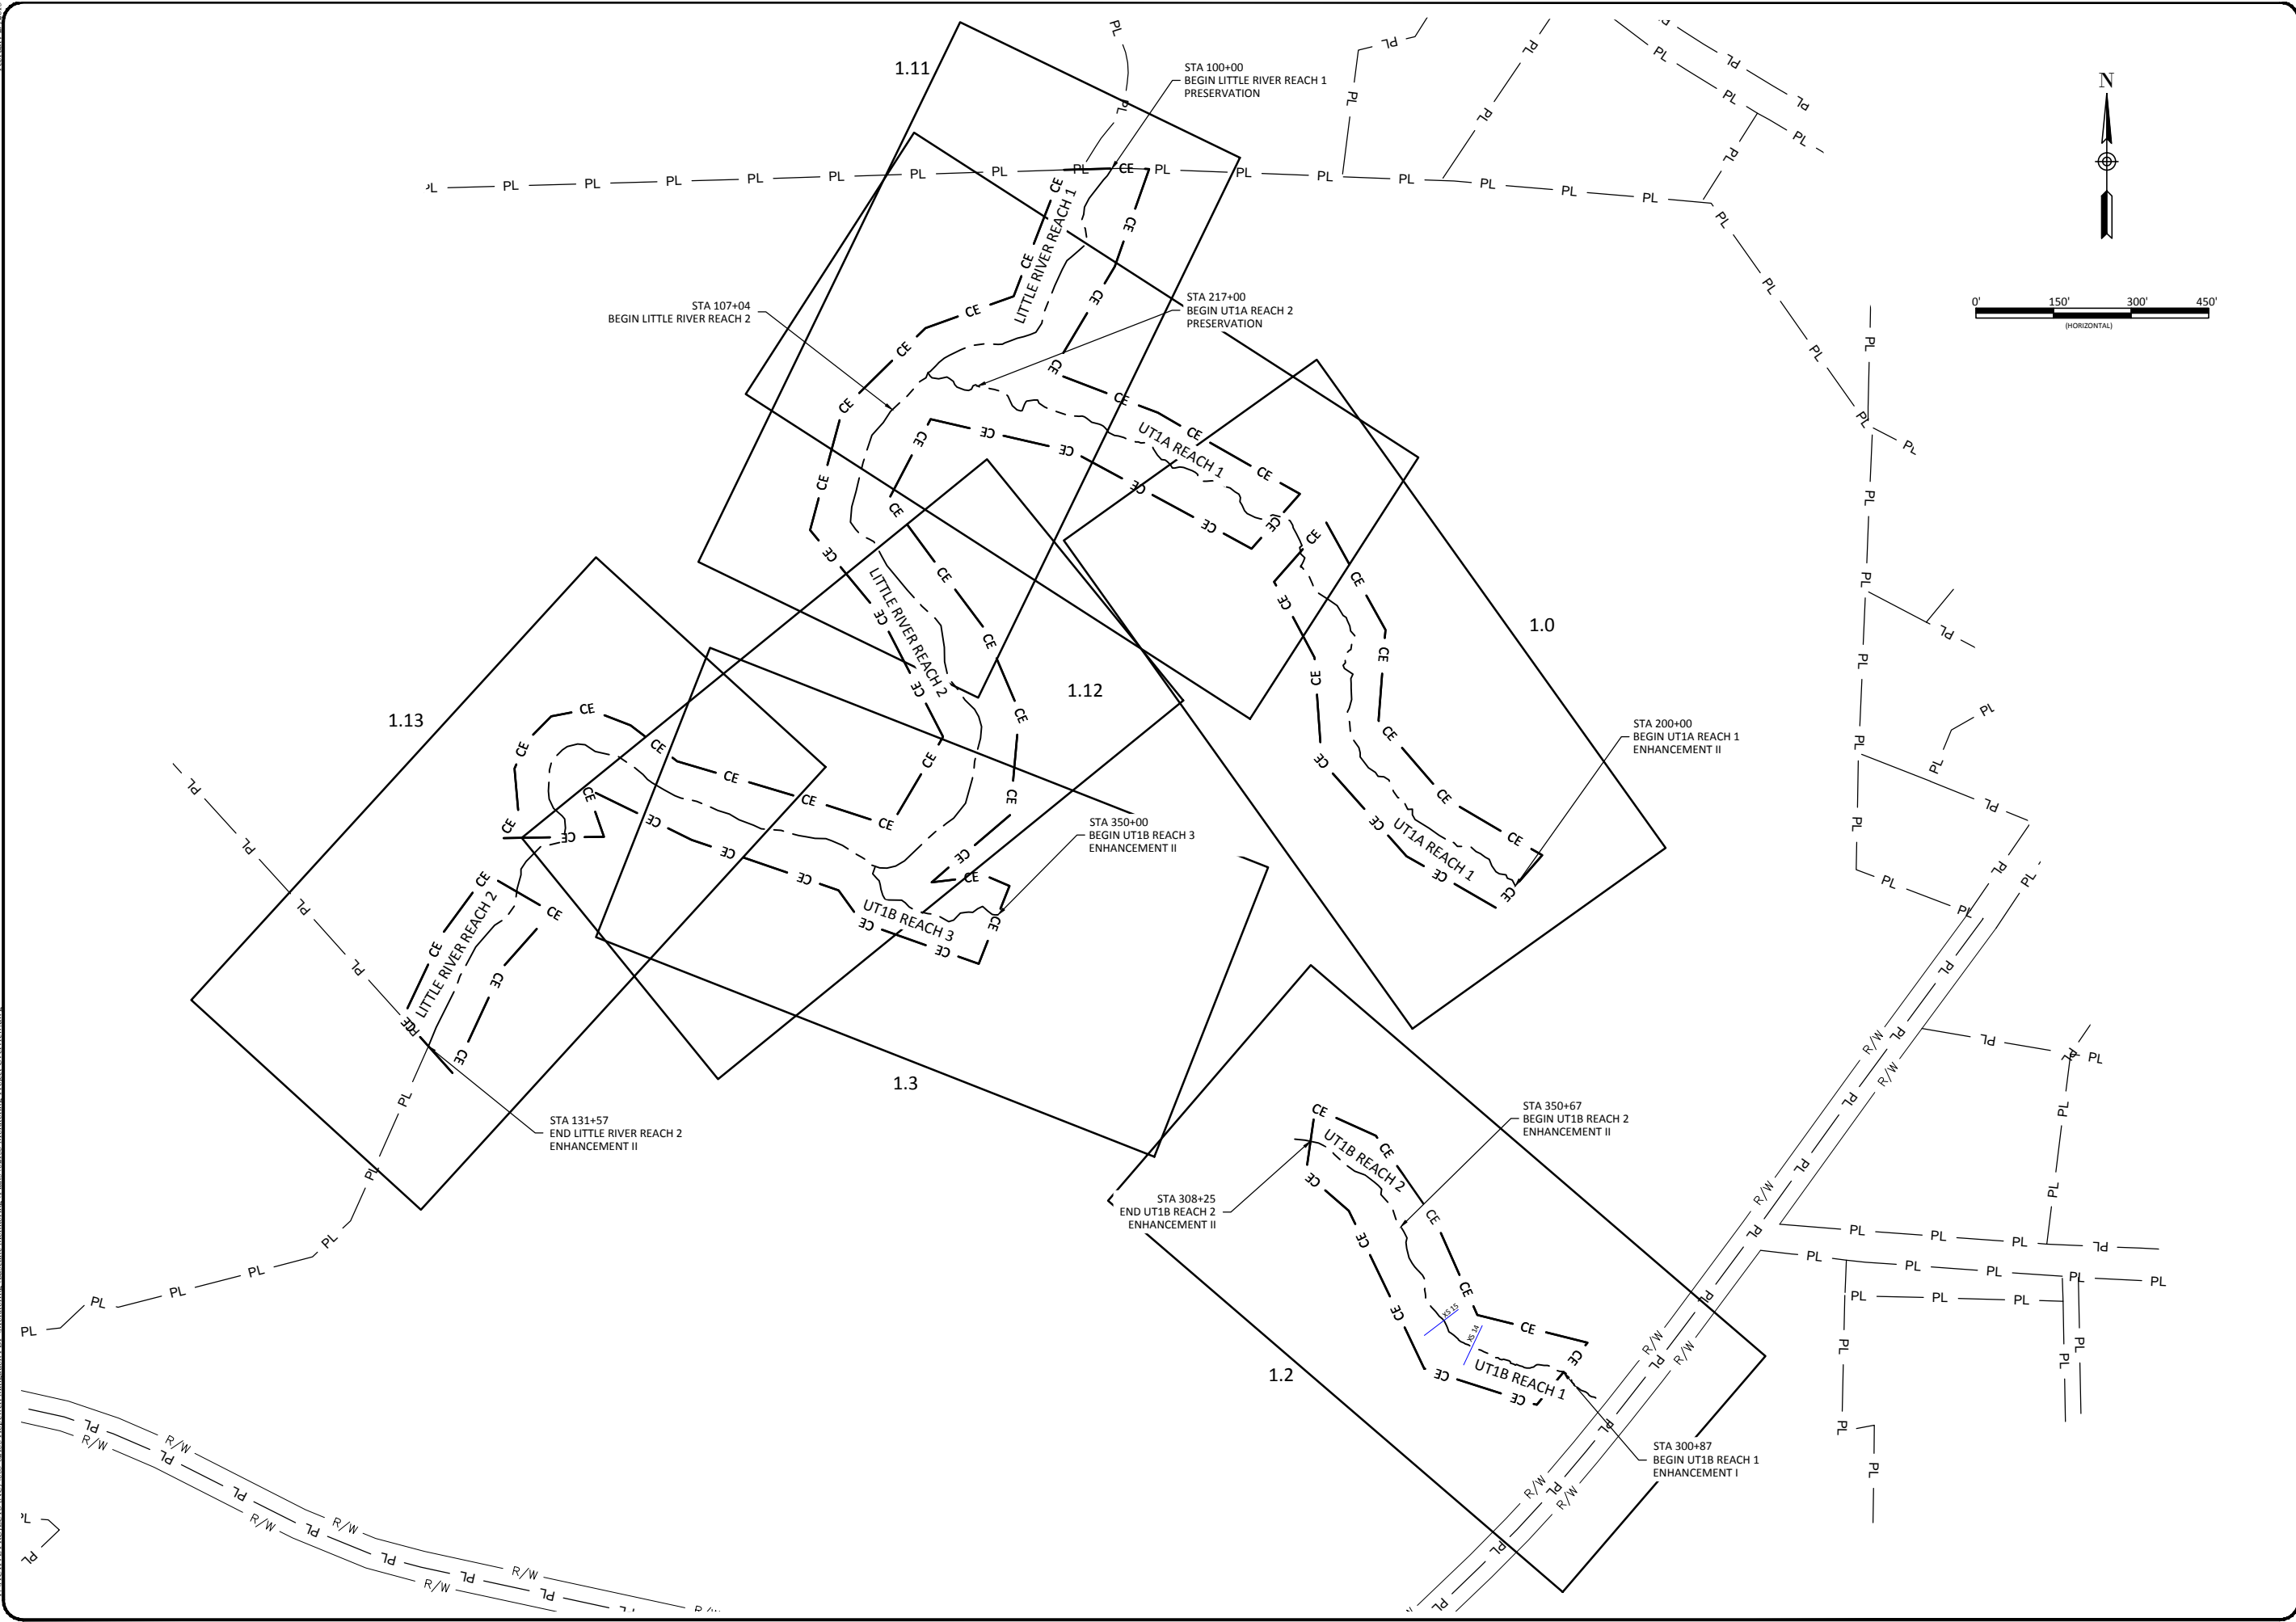 1.11
STA 100+00
BEGIN LITTLE RIVER REACH 1
PRESERVATION
N
0' 150' 300' 450'
(HORIZONTAL)
STA 107+04
BEGIN LITTLE RIVER REACH 2
STA 217+00
BEGIN UT1A REACH 2
PRESERVATION
LITTLE RIVER REACH 1
UT1A REACH 1
LITTLE RIVER REACH 2
1.0
1.12
1.13
STA 200+00
BEGIN UT1A REACH 1
ENHANCEMENT II
UT1A REACH 1
STA 350+00
BEGIN UT1B REACH 3
ENHANCEMENT II
UT1B REACH 3
LITTLE RIVER REACH 2
1.3
STA 131+57
END LITTLE RIVER REACH 2
ENHANCEMENT II
STA 350+67
BEGIN UT1B REACH 2
ENHANCEMENT II
UT1B REACH 2
STA 308+25
END UT1B REACH 2
ENHANCEMENT II
XS 15
XS 14
1.2
UT1B REACH 1
STA 300+87
BEGIN UT1B REACH 1
ENHANCEMENT I
PL
CE
R/W